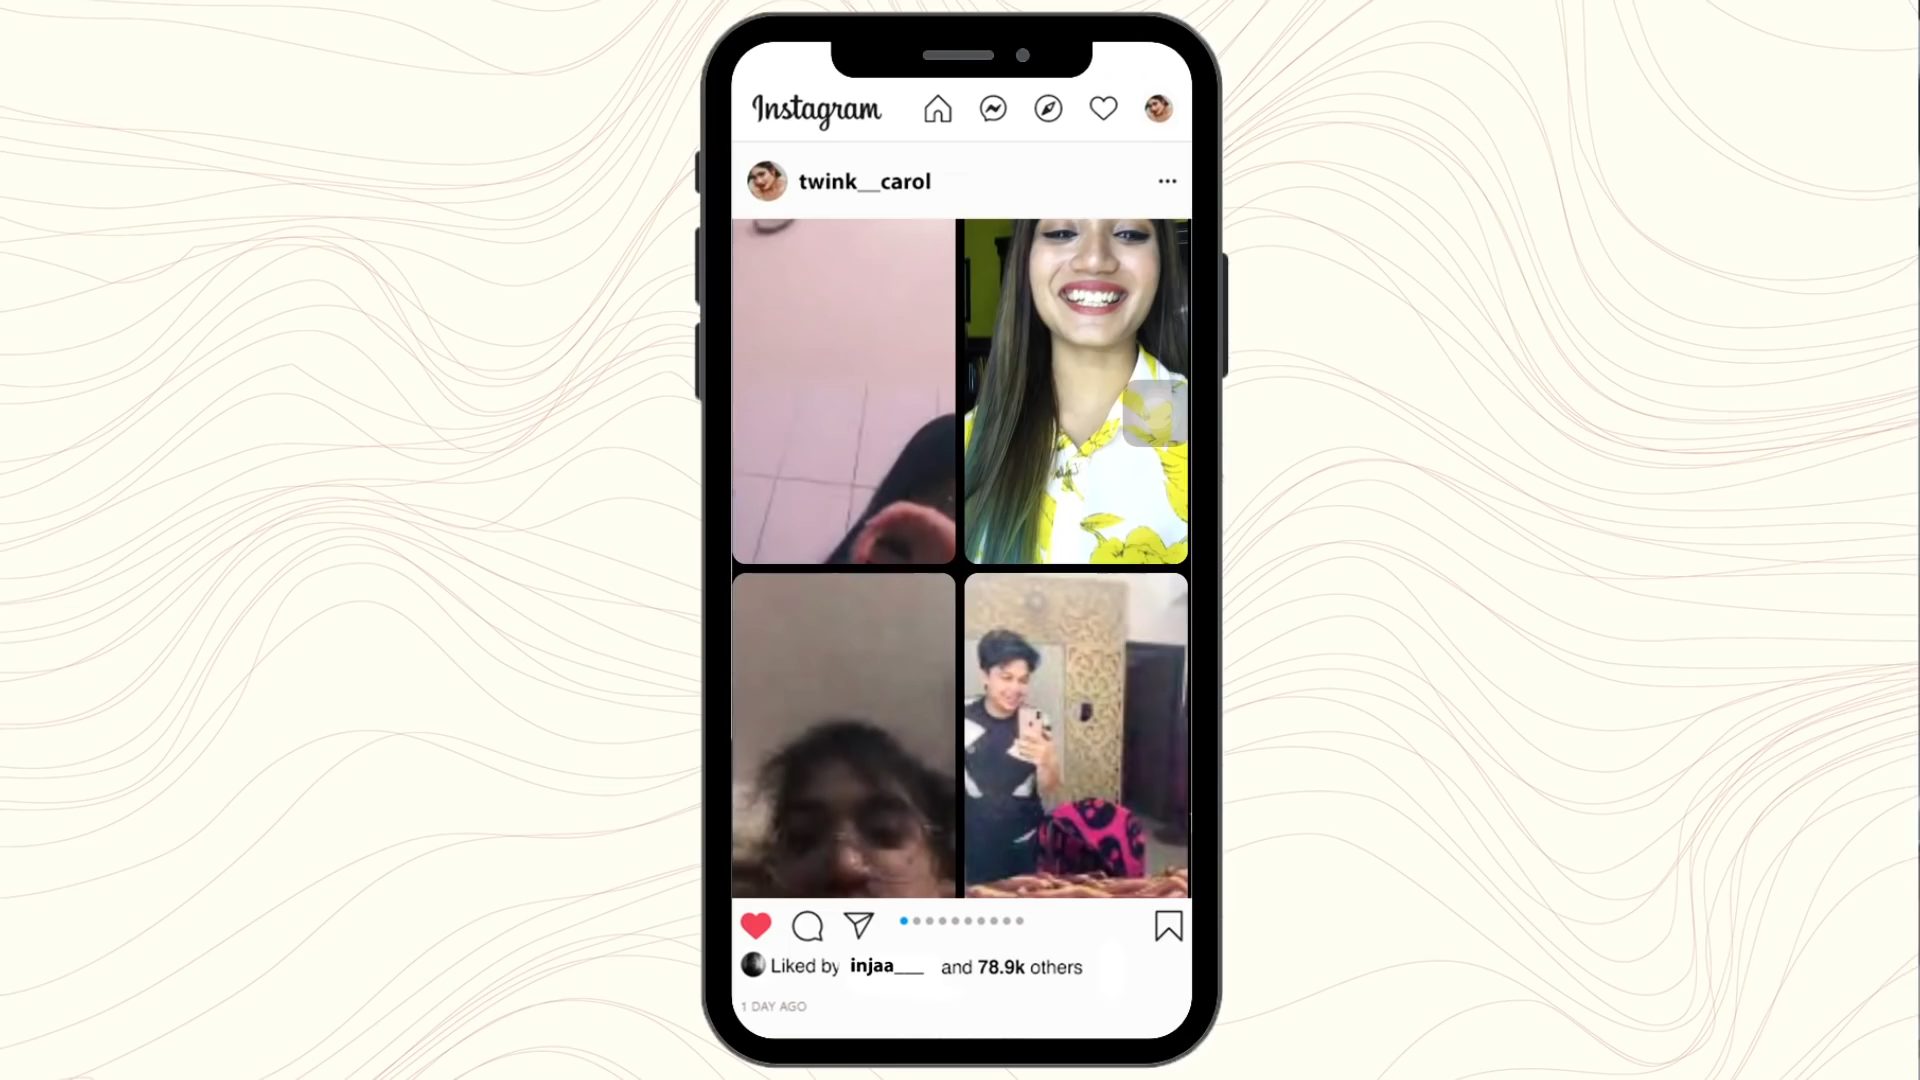 Instagram
twink__carol
Liked by injaa___ and 78.9k others
1 DAY AGO